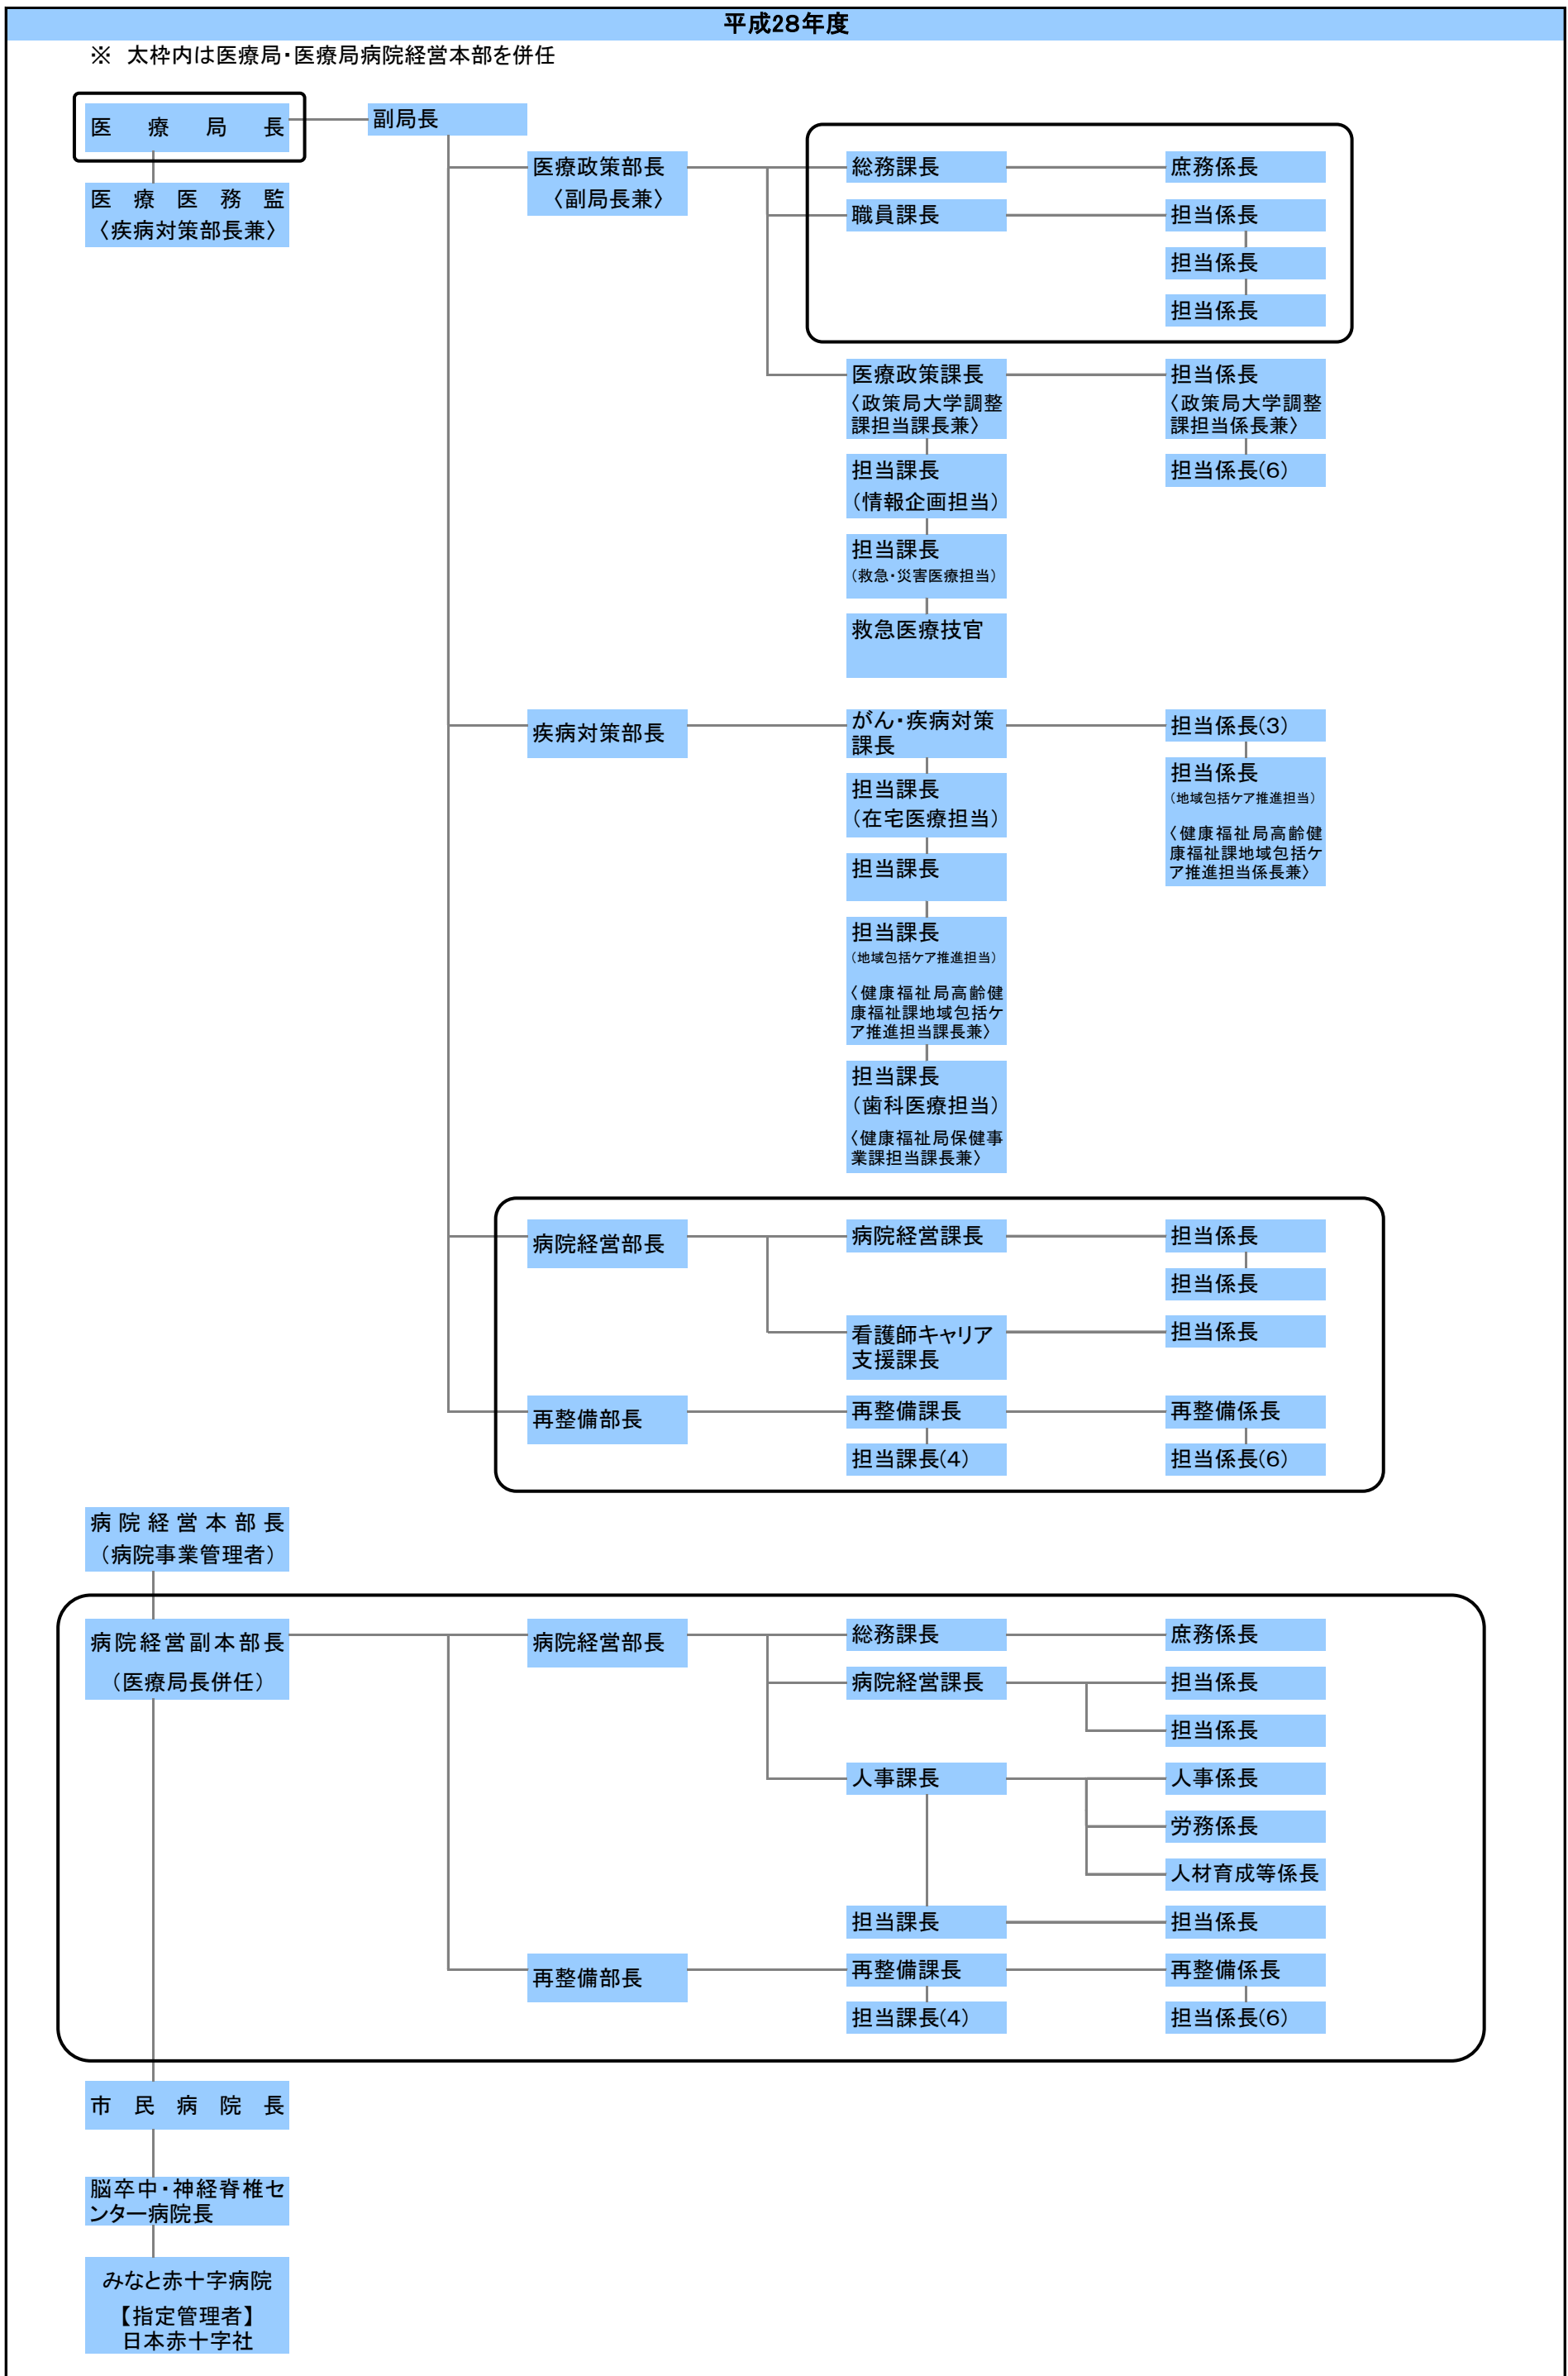 平成28年度
※ 太枠内は医療局・医療局病院経営本部を併任
医療局長
副局長
医療医務監
〈疾病対策部長兼〉
医療政策部長
〈副局長兼〉
総務課長
庶務係長
職員課長
担当係長
担当係長
担当係長
医療政策課長
〈政策局大学調整
課担当課長兼〉
担当係長
〈政策局大学調整
課担当係長兼〉
担当課長
(情報企画担当)
担当係長(6)
担当課長
(救急・災害医療担当)
救急医療技官
疾病対策部長
がん・疾病対策
課長
担当係長(3)
担当課長
(在宅医療担当)
担当係長
(地域包括ケア推進担当)
〈健康福祉局高齢健
康福祉課地域包括ケ
ア推進担当係長兼〉
担当課長
担当課長
(地域包括ケア推進担当)
〈健康福祉局高齢健
康福祉課地域包括ケ
ア推進担当課長兼〉
担当課長
(歯科医療担当)
〈健康福祉局保健事
業課担当課長兼〉
病院経営部長
病院経営課長
担当係長
担当係長
看護師キャリア
支援課長
担当係長
再整備部長
再整備課長
再整備係長
担当課長(4)
担当係長(6)
病院経営本部長
(病院事業管理者)
病院経営副本部長
(医療局長併任)
病院経営部長
総務課長
庶務係長
病院経営課長
担当係長
担当係長
人事課長
人事係長
労務係長
人材育成等係長
担当課長
担当係長
再整備部長
再整備課長
再整備係長
担当課長(4)
担当係長(6)
市民病院長
脳卒中・神経脊椎セ
ンター病院長
みなと赤十字病院
【指定管理者】
日本赤十字社